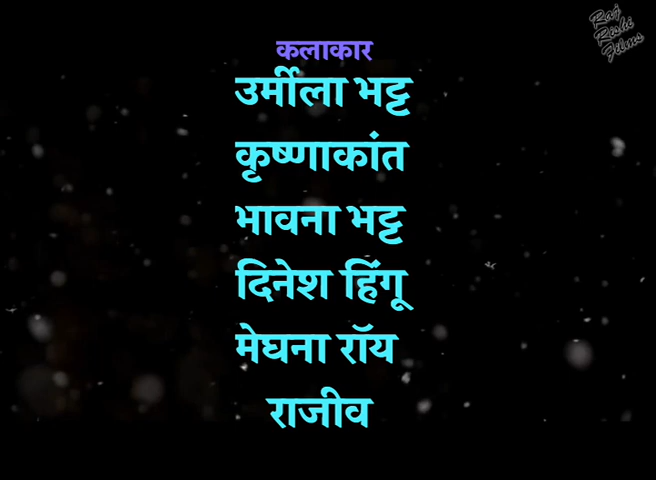 Raj
Rishi
Films
कलाकार
उर्मीला भट्ट
कृष्णाकांत
भावना भट्ट
दिनेश हिंगू
मेघना रॉय
राजीव